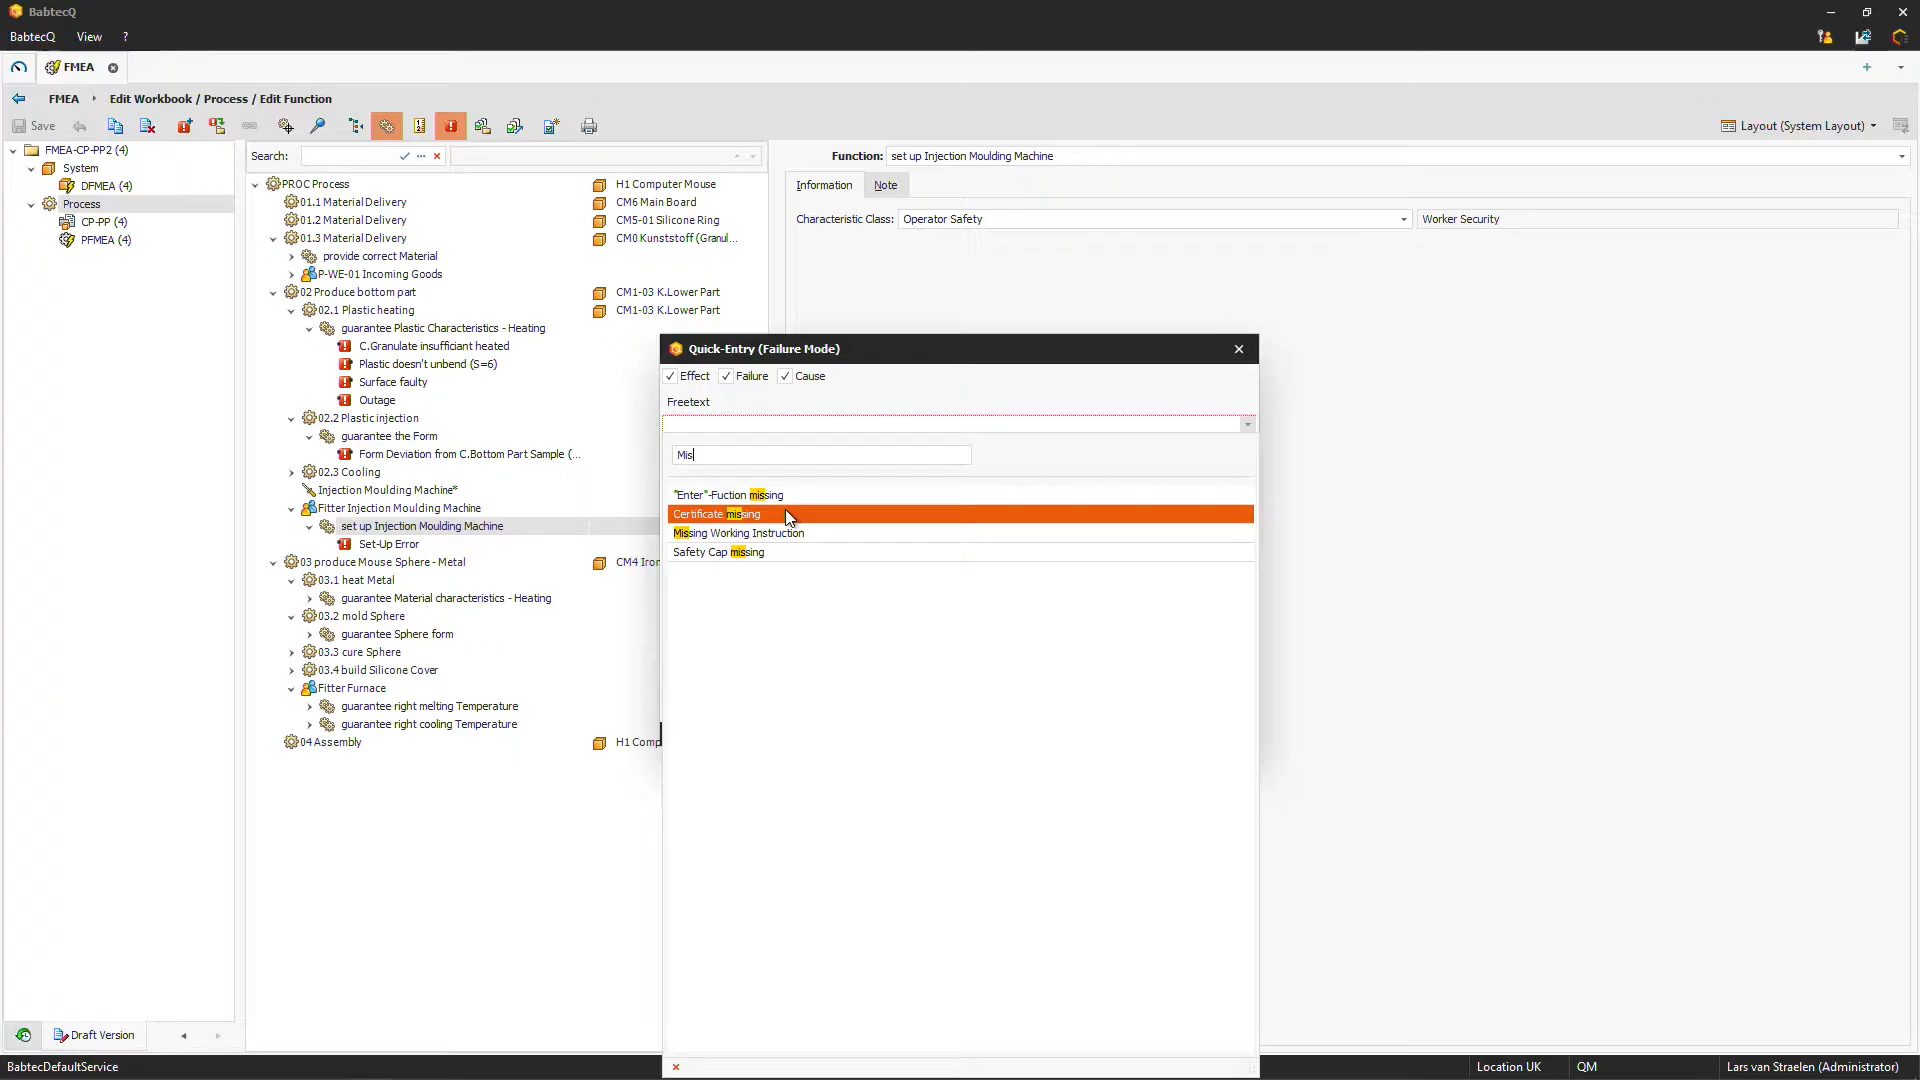 BabtecQ
BabtecQ View ?
FMEA
FMEA Edit Workbook / Process / Edit Function
Save
Layout (System Layout)
FMEA-CP-PP2 (4)
System
DFMEA (4)
Process
CP-PP (4)
PFMEA (4)
Search:
PROC Process H1 Computer Mouse
01.1 Material Delivery CM6 Main Board
01.2 Material Delivery CM5-01 Silicone Ring
01.3 Material Delivery CM0 Kunststoff (Granul...
provide correct Material
P-WE-01 Incoming Goods
02 Produce bottom part CM1-03 K.Lower Part
02.1 Plastic heating CM1-03 K.Lower Part
guarantee Plastic Characteristics - Heating
C.Granulate insufficient heated
Plastic doesn't unbend (S=6)
Surface faulty
Outage
02.2 Plastic injection
guarantee the Form
Form Deviation from C.Bottom Part Sample (...
02.3 Cooling
Injection Moulding Machine*
Fitter Injection Moulding Machine
set up Injection Moulding Machine
Set-Up Error
03 produce Mouse Sphere - Metal CM4 Iron
03.1 heat Metal
guarantee Material characteristics - Heating
03.2 mold Sphere
guarantee Sphere form
03.3 cure Sphere
03.4 build Silicone Cover
Fitter Furnace
guarantee right melting Temperature
guarantee right cooling Temperature
04 Assembly H1 Comp
Function: set up Injection Moulding Machine
Information Note
Characteristic Class: Operator Safety Worker Security
Quick-Entry (Failure Mode)
Effect Failure Cause
Freetext
Mis
"Enter"-Fuction missing
Certificate missing
Missing Working Instruction
Safety Cap missing
Draft Version
BabtecDefaultService Location UK QM Lars van Straelen (Administrator)